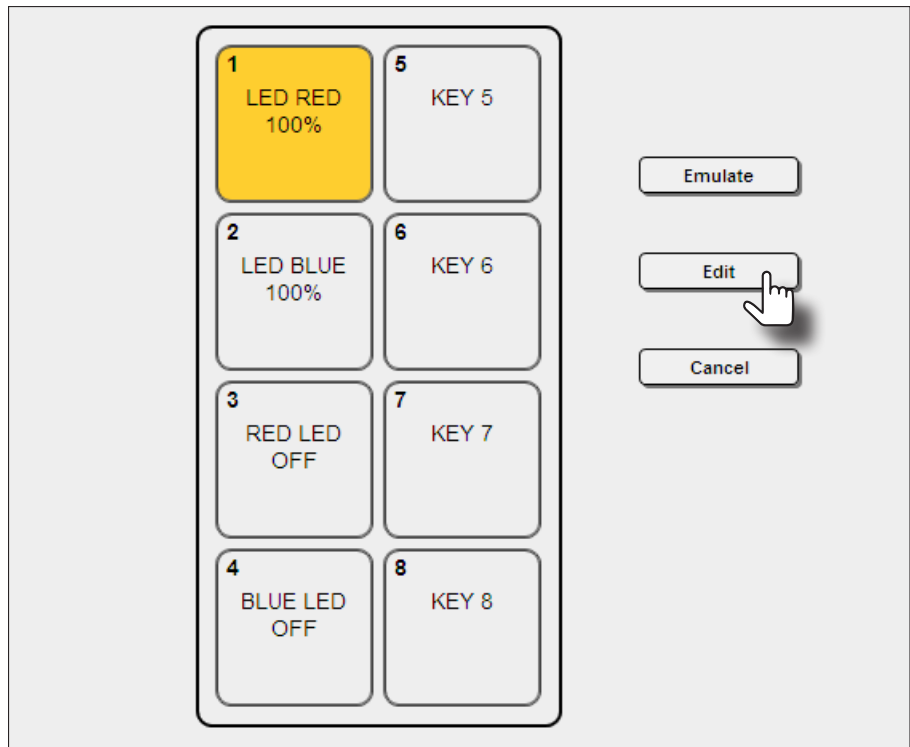 1
LED RED
100%
5
KEY 5
2
LED BLUE
100%
6
KEY 6
3
RED LED
OFF
7
KEY 7
4
BLUE LED
OFF
8
KEY 8
Emulate
Edit
Cancel